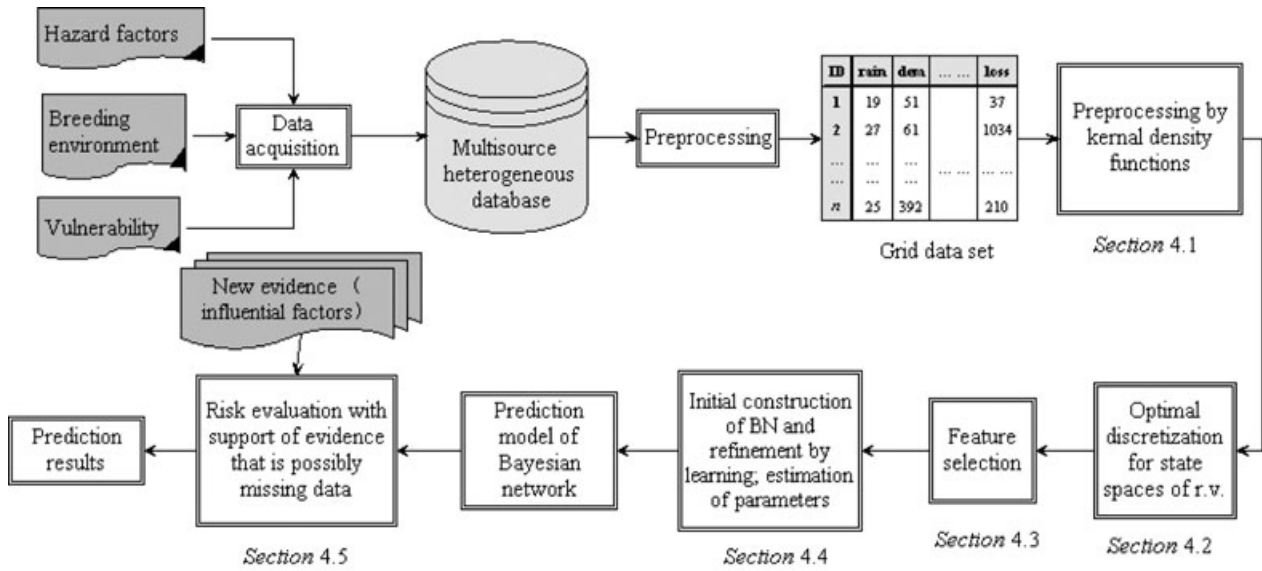 Hazard factors
Breeding
environment
Vulnerability
Data
acquisition
Multisource
heterogeneous
database
Preprocessing
ID rain dem ... ... loss
1 19 51 37
2 27 61 1034
... ... ... ... ... ...
... ...
n 25 392 210
Grid data set
Preprocessing by
kernal density
functions
Section 4.1
New evidence (
influential factors)
Prediction
results
Risk evaluation with
support of evidence
that is possibly
missing data
Section 4.5
Prediction
model of
Bayesian
network
Initial construction
of BN and
refinement by
learning; estimation
of parameters
Section 4.4
Feature
selection
Section 4.3
Optimal
discretization
for state
spaces of r.v.
Section 4.2